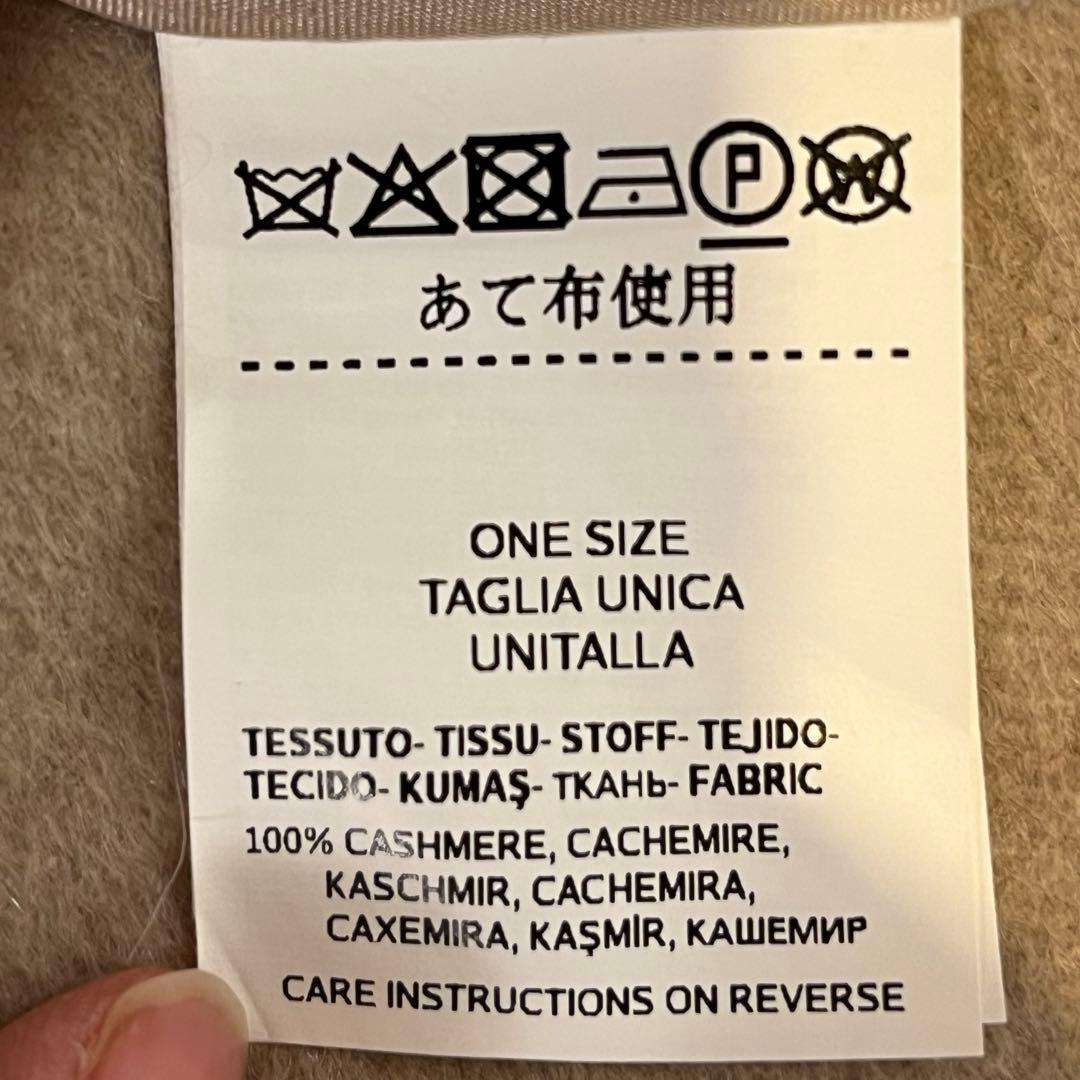 P W
あて布使用
ONE SIZE
TAGLIA UNICA
UNITALLA
TESSUTO- TISSU- STOFF- TEJIDO-
TECIDO- KUMAŞ- ТКАНЬ- FABRIC
100% CASHMERE, CACHEMIRE,
KASCHMIR, CACHEMIRA,
CAXEMIRA, KAŞMİR, КАШЕМИР
CARE INSTRUCTIONS ON REVERSE